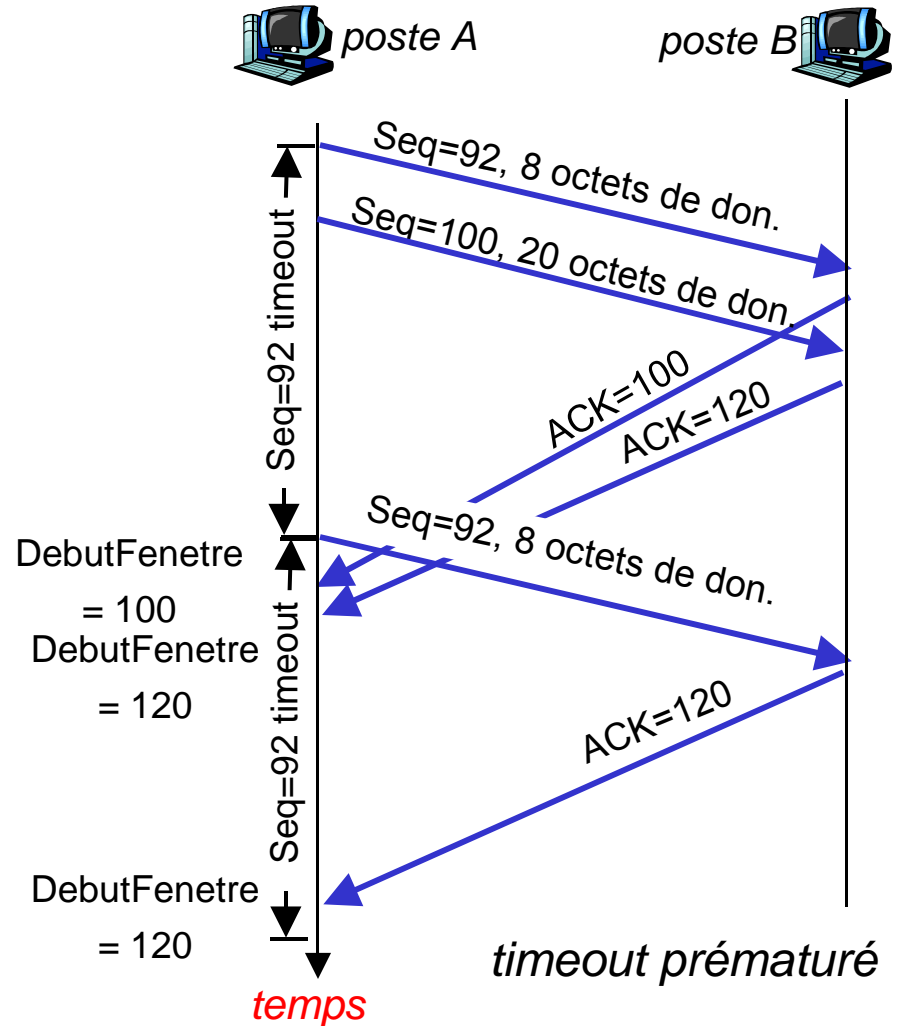 poste A
poste B
Seq=92, 8 octets de don.
Seq=100, 20 octets de don.
Seq=92 timeout
ACK=100
ACK=120
Seq=92, 8 octets de don.
DebutFenetre
= 100
DebutFenetre
= 120
Seq=92 timeout
ACK=120
DebutFenetre
= 120
timeout prématuré
temps